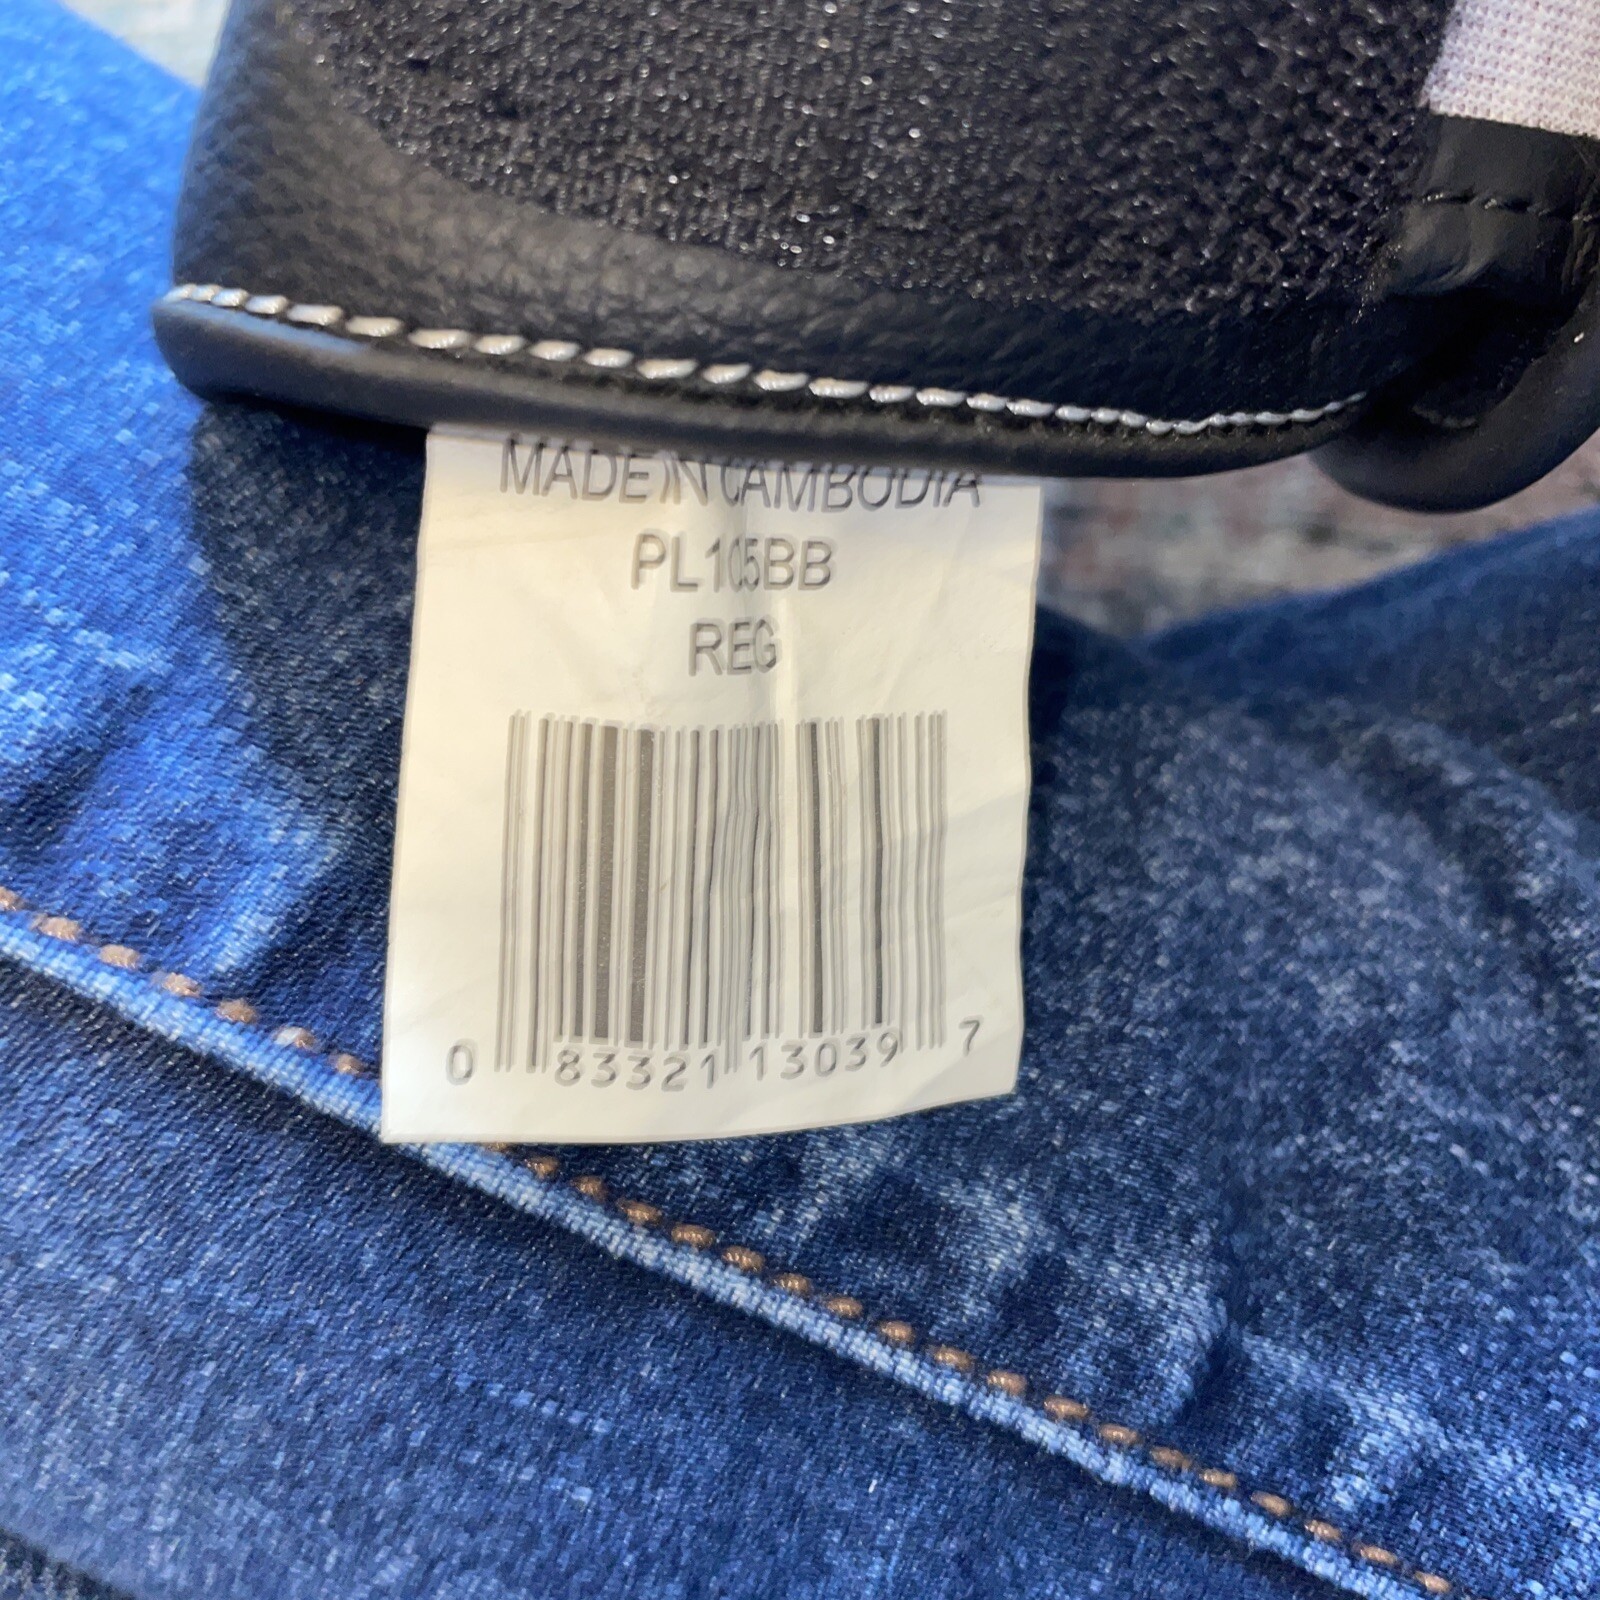 MADE IN CAMBODIA
PL105BB
REG
0 83321 13039 7